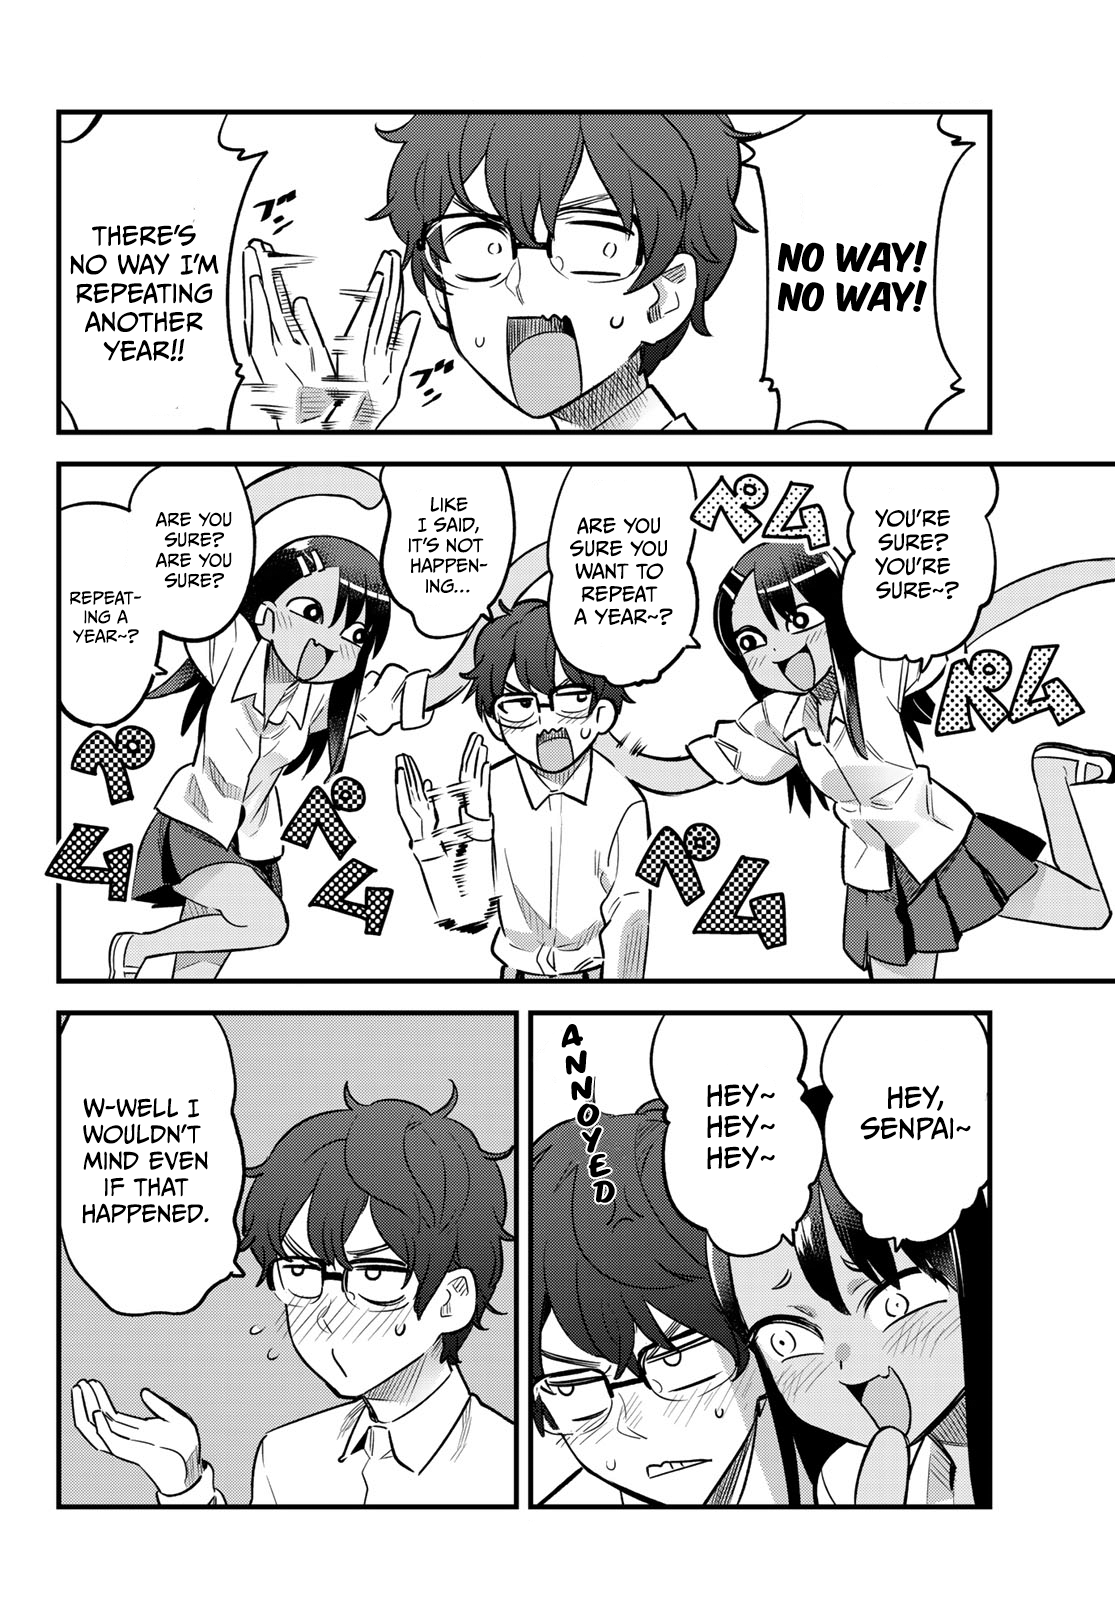 NO WAY!
NO WAY!
THERE'S
NO WAY I'M
REPEATING
ANOTHER
YEAR!!
ブンッ
ブンッ
YOU'RE
SURE?
YOU'RE
SURE~?
ペム
ペム
ARE YOU
SURE YOU
WANT TO
REPEAT
A YEAR~?
ペム
LIKE
I SAID,
IT'S NOT
HAPPEN-
ING...
ARE YOU
SURE?
ARE YOU
SURE?
REPEAT-
ING A
YEAR~?
ペム
ペム
HEY,
SENPAI~
HEY~
HEY~
HEY~
ANNOYED
W-WELL I
WOULDN'T
MIND EVEN
IF THAT
HAPPENED.